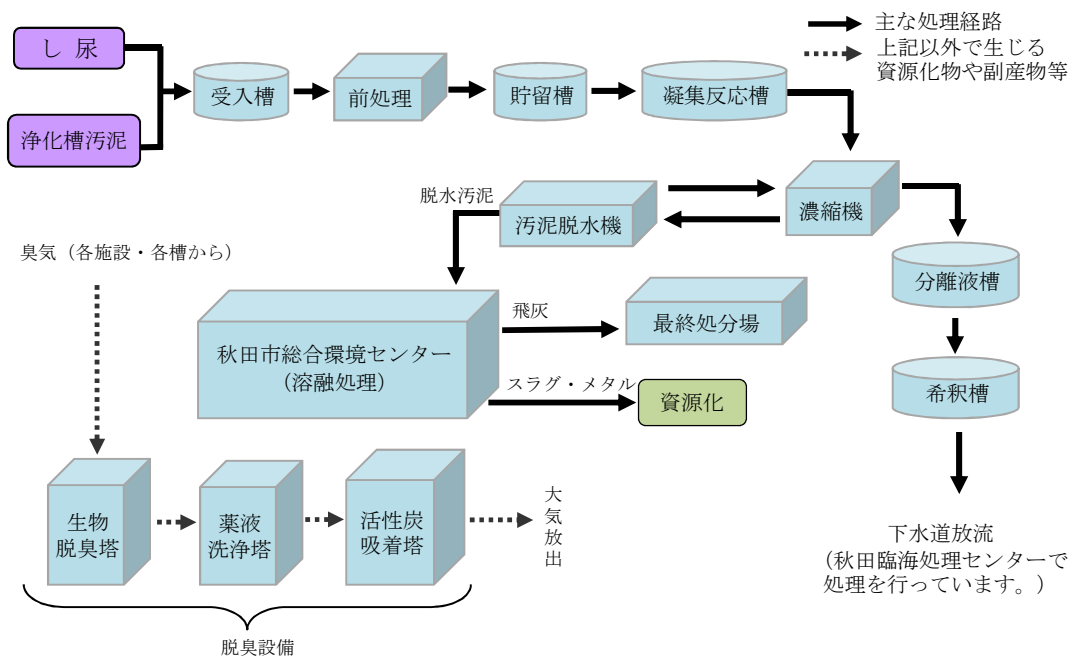 し 尿
浄化槽汚泥
受入槽
前処理
貯留槽
凝集反応槽
主な処理経路
上記以外で生じる
資源化物や副産物等
脱水汚泥
汚泥脱水機
濃縮機
分離液槽
希釈槽
下水道放流
(秋田臨海処理センターで
処理を行っています。)
秋田市総合環境センター
(溶融処理)
飛灰
最終処分場
スラグ・メタル
資源化
臭気(各施設・各槽から)
生物
脱臭塔
薬液
洗浄塔
活性炭
吸着塔
大気放出
脱臭設備